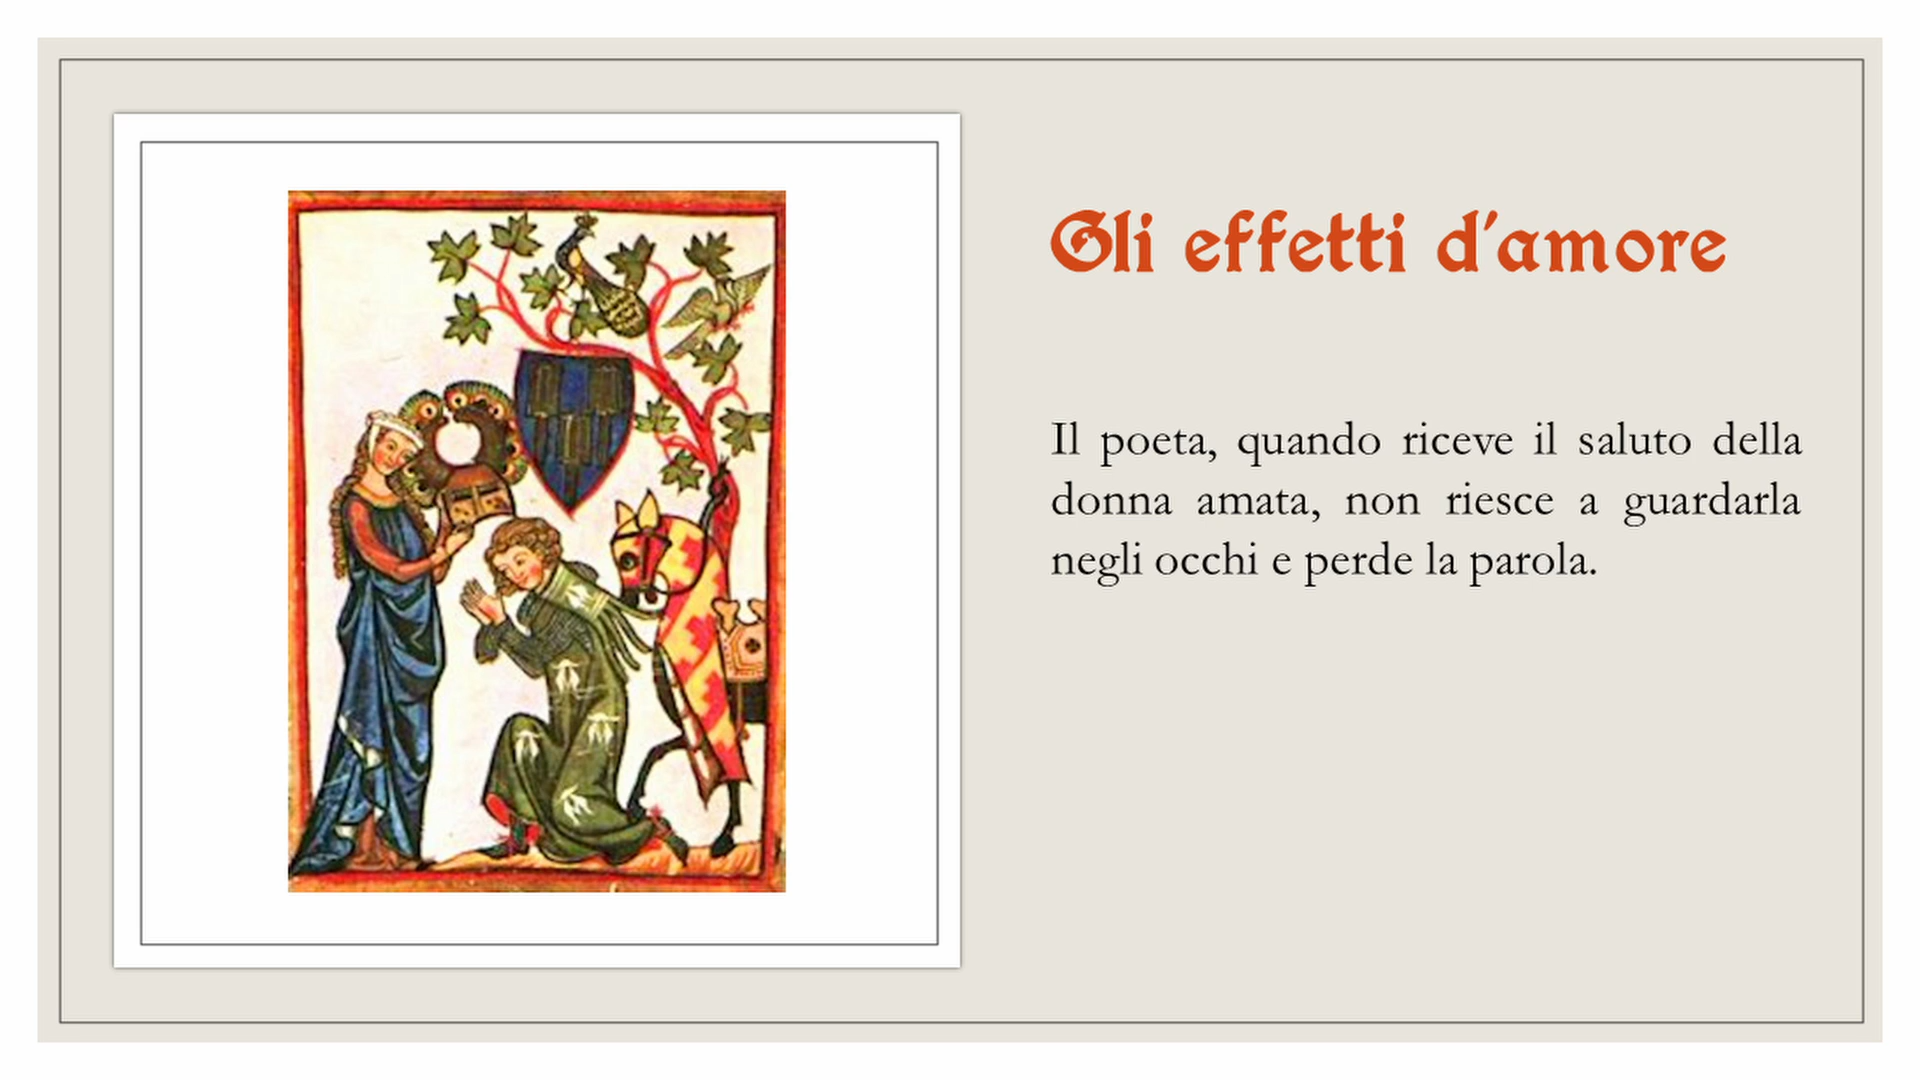 Gli effetti d'amore
Il poeta, quando riceve il saluto della
donna amata, non riesce a guardarla
negli occhi e perde la parola.